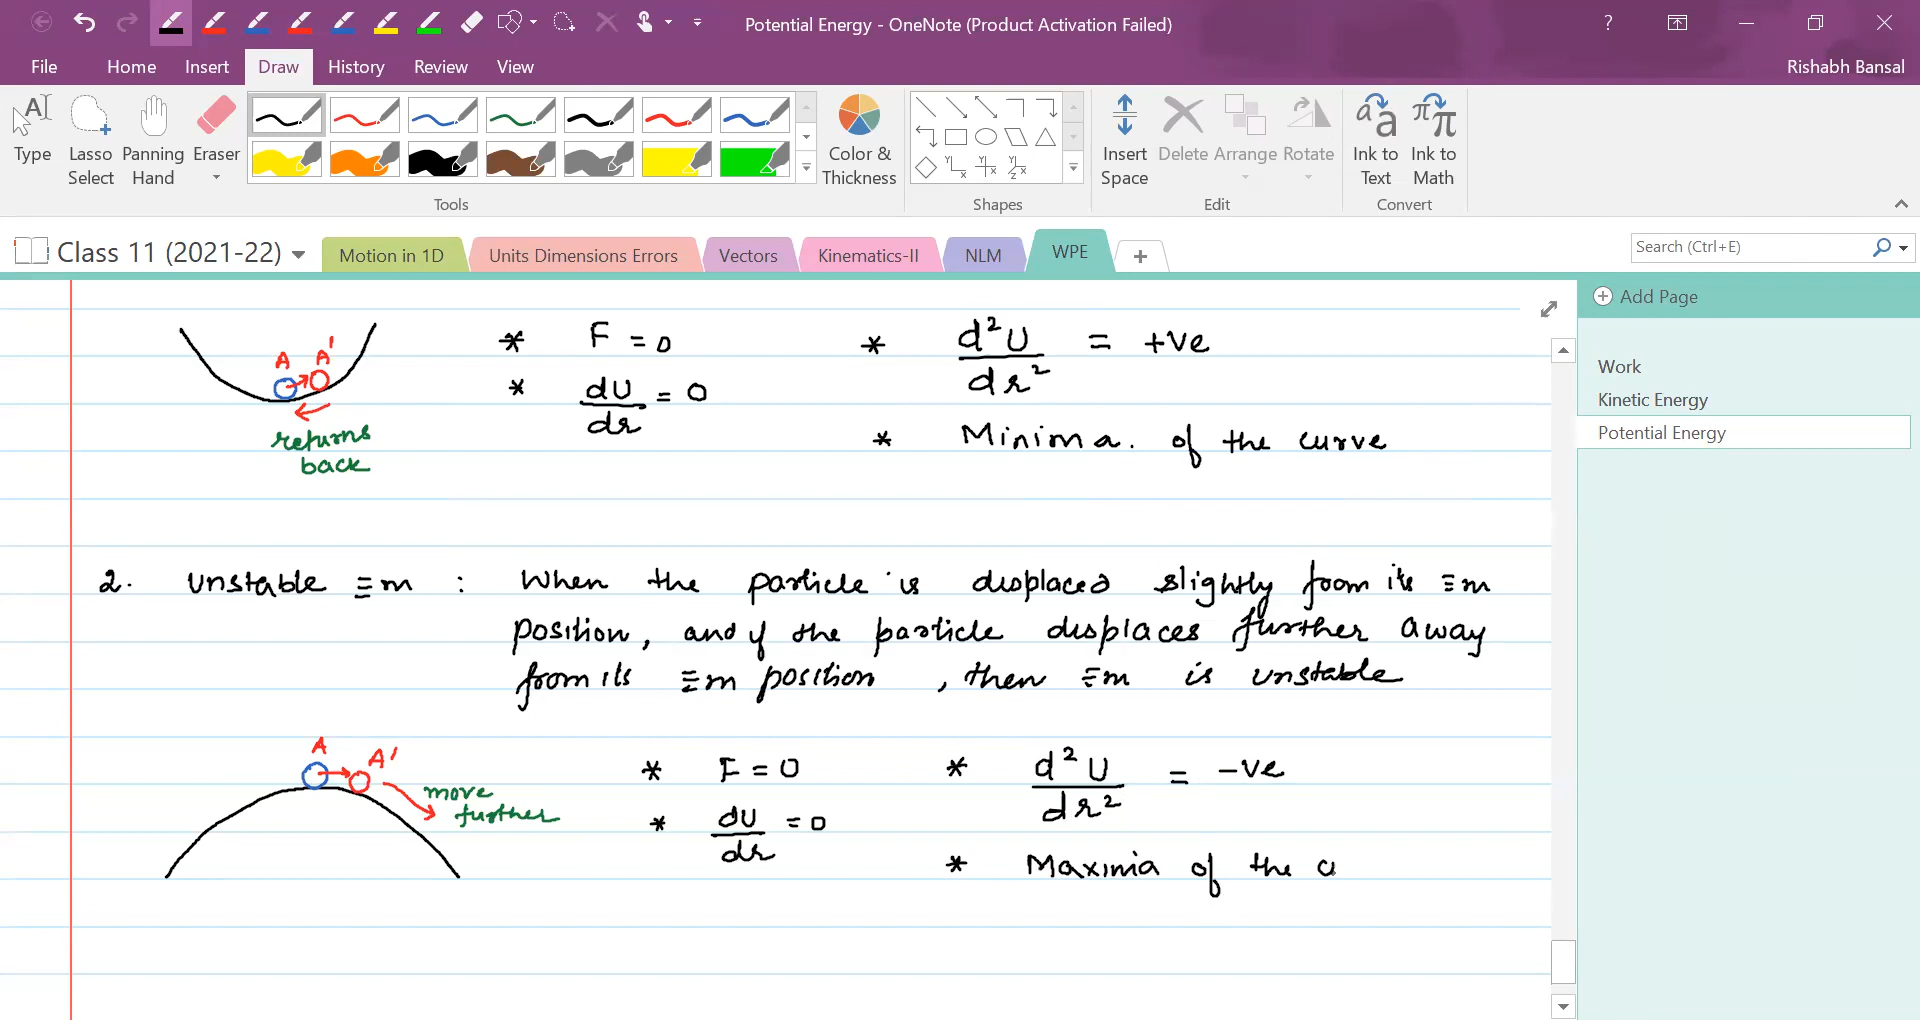 Potential Energy - OneNote (Product Activation Failed)
?
File Home Insert Draw History Review View
Rishabh Bansal
Type
Lasso Select
Panning Hand
Eraser
Color & Thickness
Insert Space
Delete
Arrange
Rotate
Ink to Text
Ink to Math
Tools
Shapes
Edit
Convert
Class 11 (2021-22)
Motion in 1D
Units Dimensions Errors
Vectors
Kinematics-II
NLM
WPE
Search (Ctrl+E)
Add Page
Work
Kinetic Energy
Potential Energy
A A'
returns
back
* F = 0
* dU/dr = 0
* d²U/dr² = +ve
* Minima. of the curve
2. Unstable ≡m : When the particle is displaced slightly from its ≡m
position, and if the particle displaces further away
from its ≡m position, then ≡m is unstable
A A'
move
further
* F = 0
* dU/dr = 0
* d²U/dr² = -ve
* Maxima of the